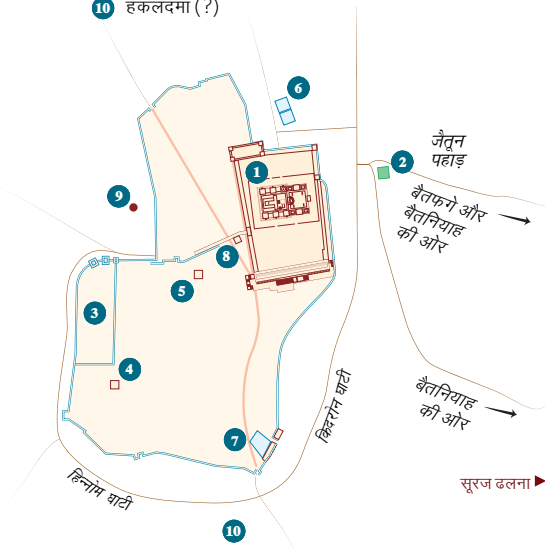 10 हकलदमा (?)
6
जैतून
पहाड़
2
1
बैतफगे और
बैतनियाह
की ओर
9
8
5
3
4
बैतनियाह
की ओर
किदरोन घाटी
7
हिन्नोम घाटी
सूरज ढलना
10